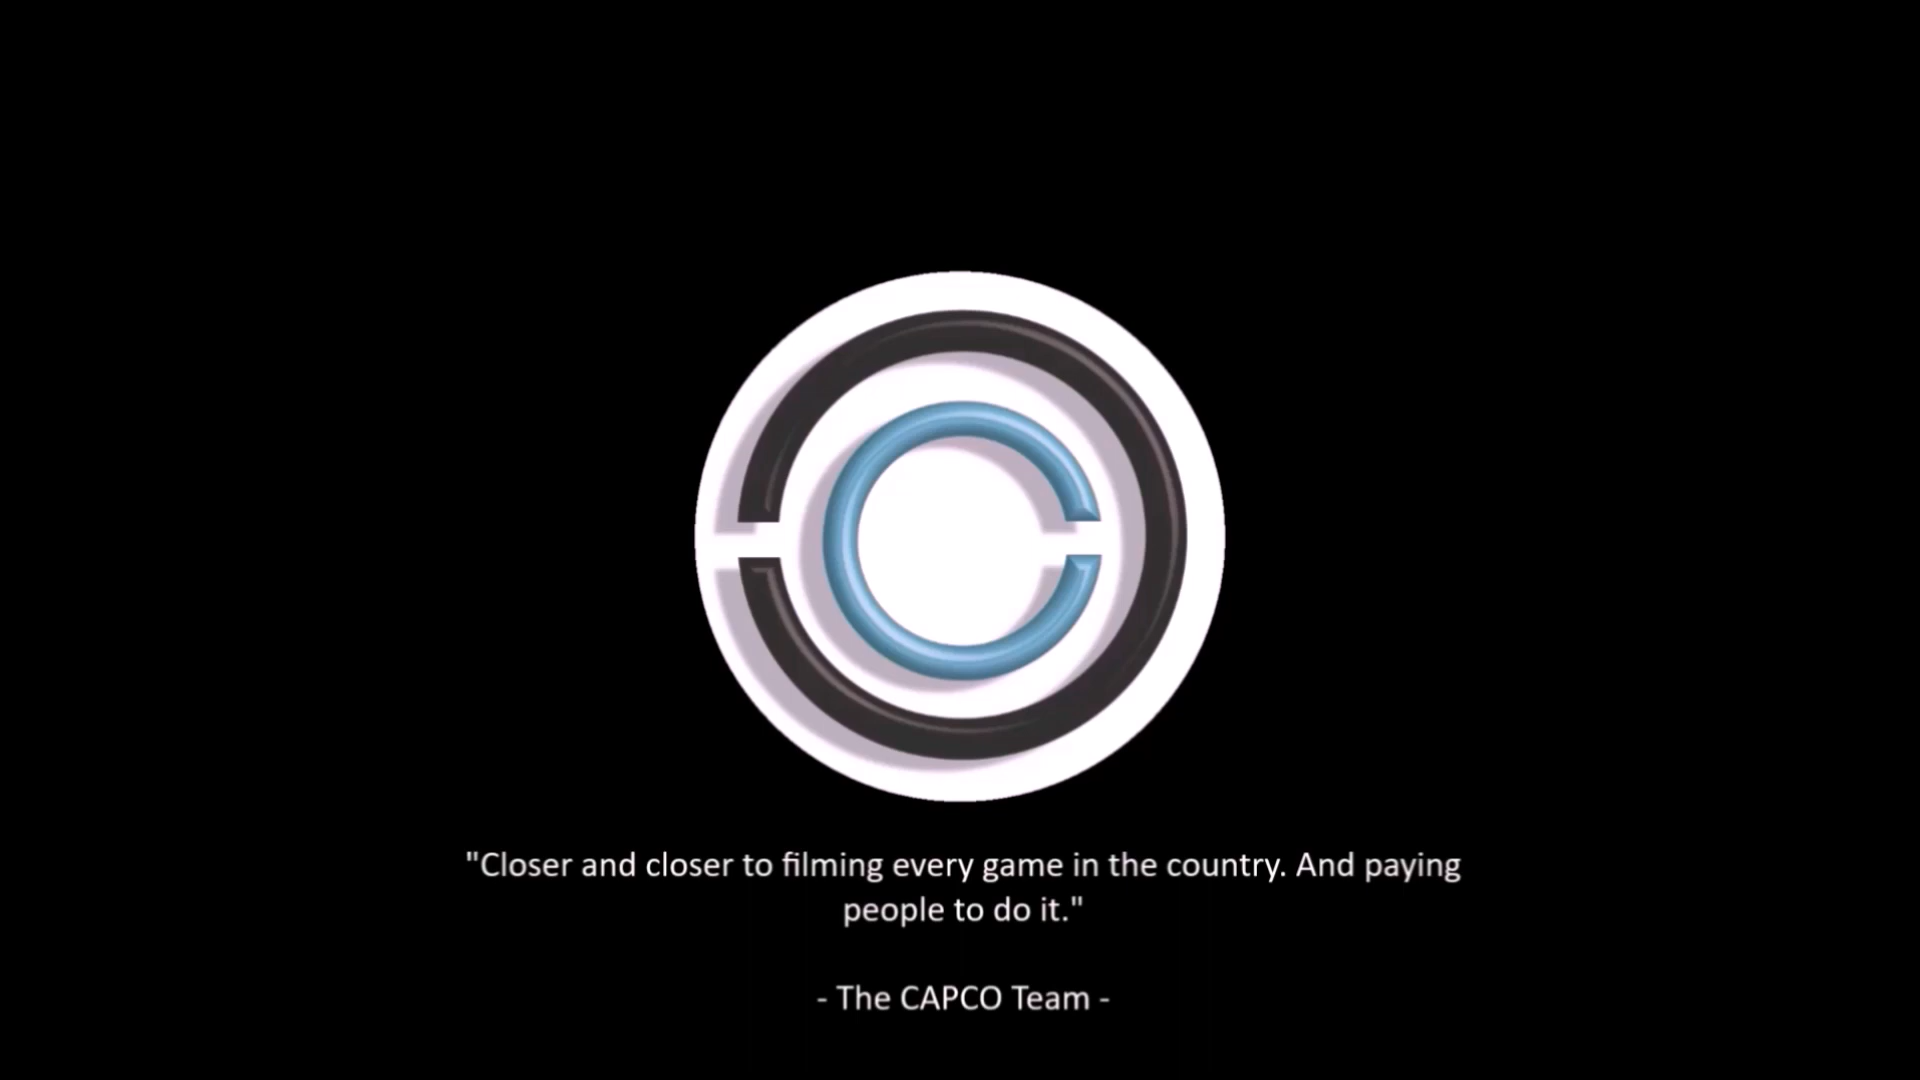 "Closer and closer to filming every game in the country. And paying
people to do it."
- The CAPCO Team -